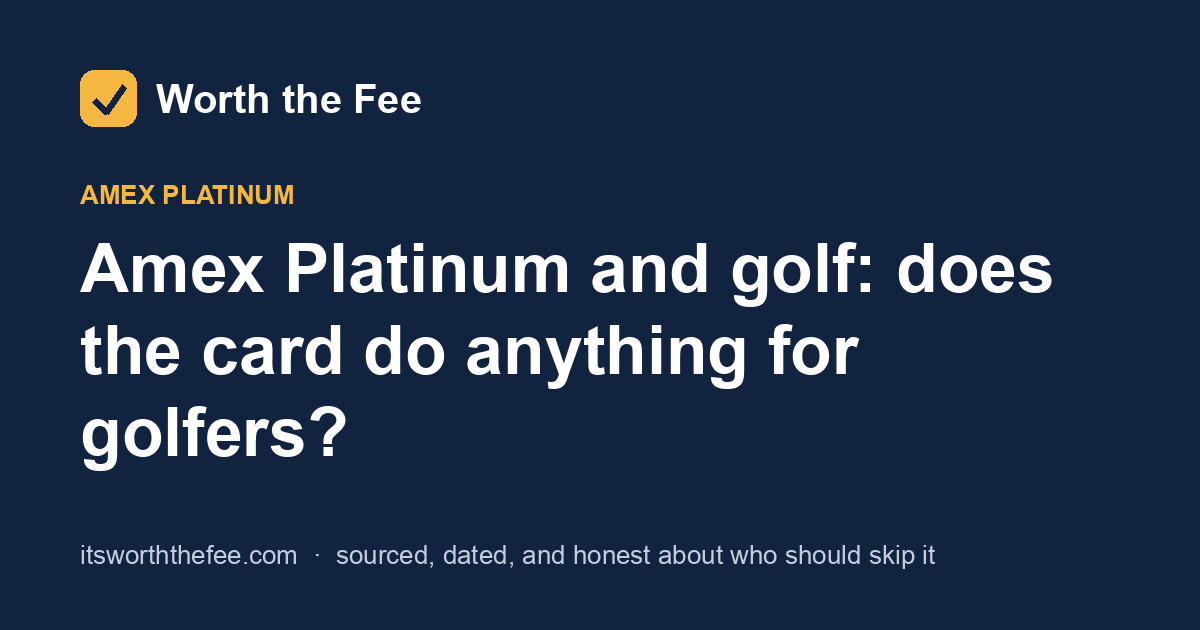 Worth the Fee
AMEX PLATINUM
Amex Platinum and golf: does
the card do anything for
golfers?
itsworththefee.com · sourced, dated, and honest about who should skip it